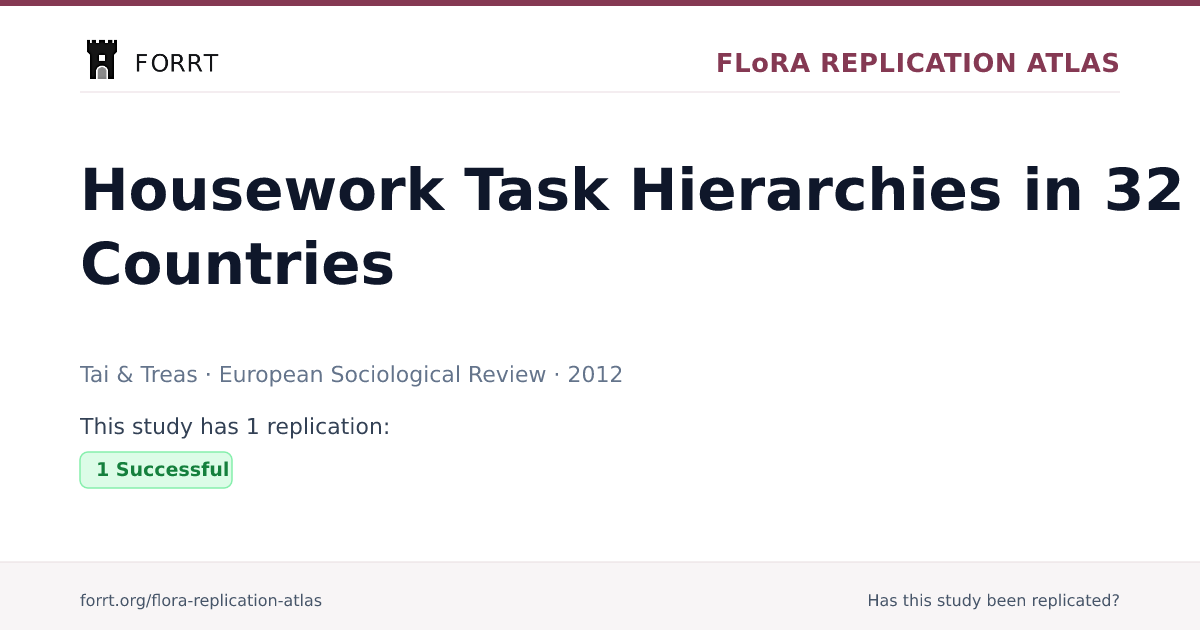 FORRT
FLoRA REPLICATION ATLAS
Housework Task Hierarchies in 32
Countries
Tai & Treas · European Sociological Review · 2012
This study has 1 replication:
1 Successful
forrt.org/flora-replication-atlas
Has this study been replicated?